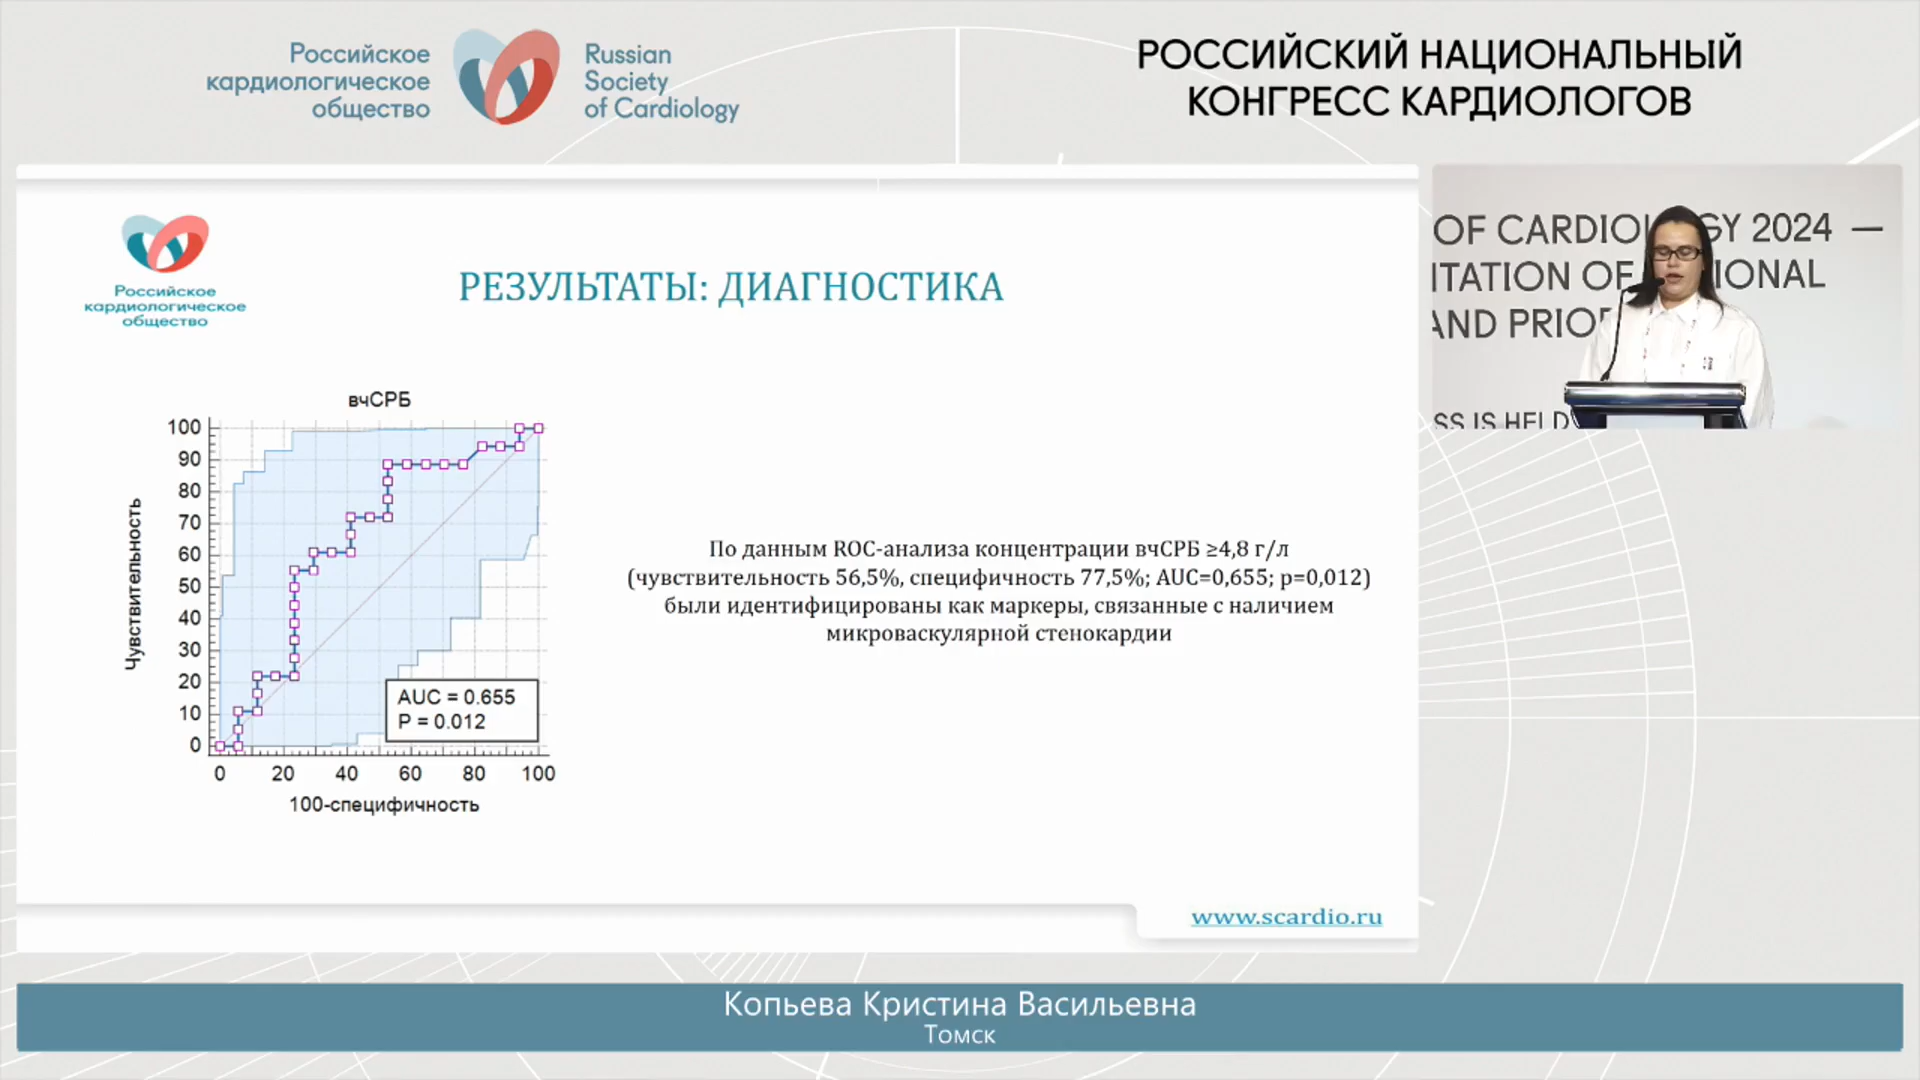 Российское
кардиологическое
общество
Russian
Society
of Cardiology
РОССИЙСКИЙ НАЦИОНАЛЬНЫЙ
КОНГРЕСС КАРДИОЛОГОВ
Российское
кардиологическое
общество
РЕЗУЛЬТАТЫ: ДИАГНОСТИКА
вчСРБ
100
90
80
70
60
50
40
30
20
10
0
Чувствительность
AUC = 0.655
P = 0.012
0 20 40 60 80 100
100-специфичность
По данным ROC-анализа концентрации вчСРБ ≥4,8 г/л
(чувствительность 56,5%, специфичность 77,5%; AUC=0,655; p=0,012)
были идентифицированы как маркеры, связанные с наличием
микроваскулярной стенокардии
www.scardio.ru
OF CARDIO GY 2024 —
ITATION OF IONAL
AND PRIO
SS IS HELD
Копьева Кристина Васильевна
Томск